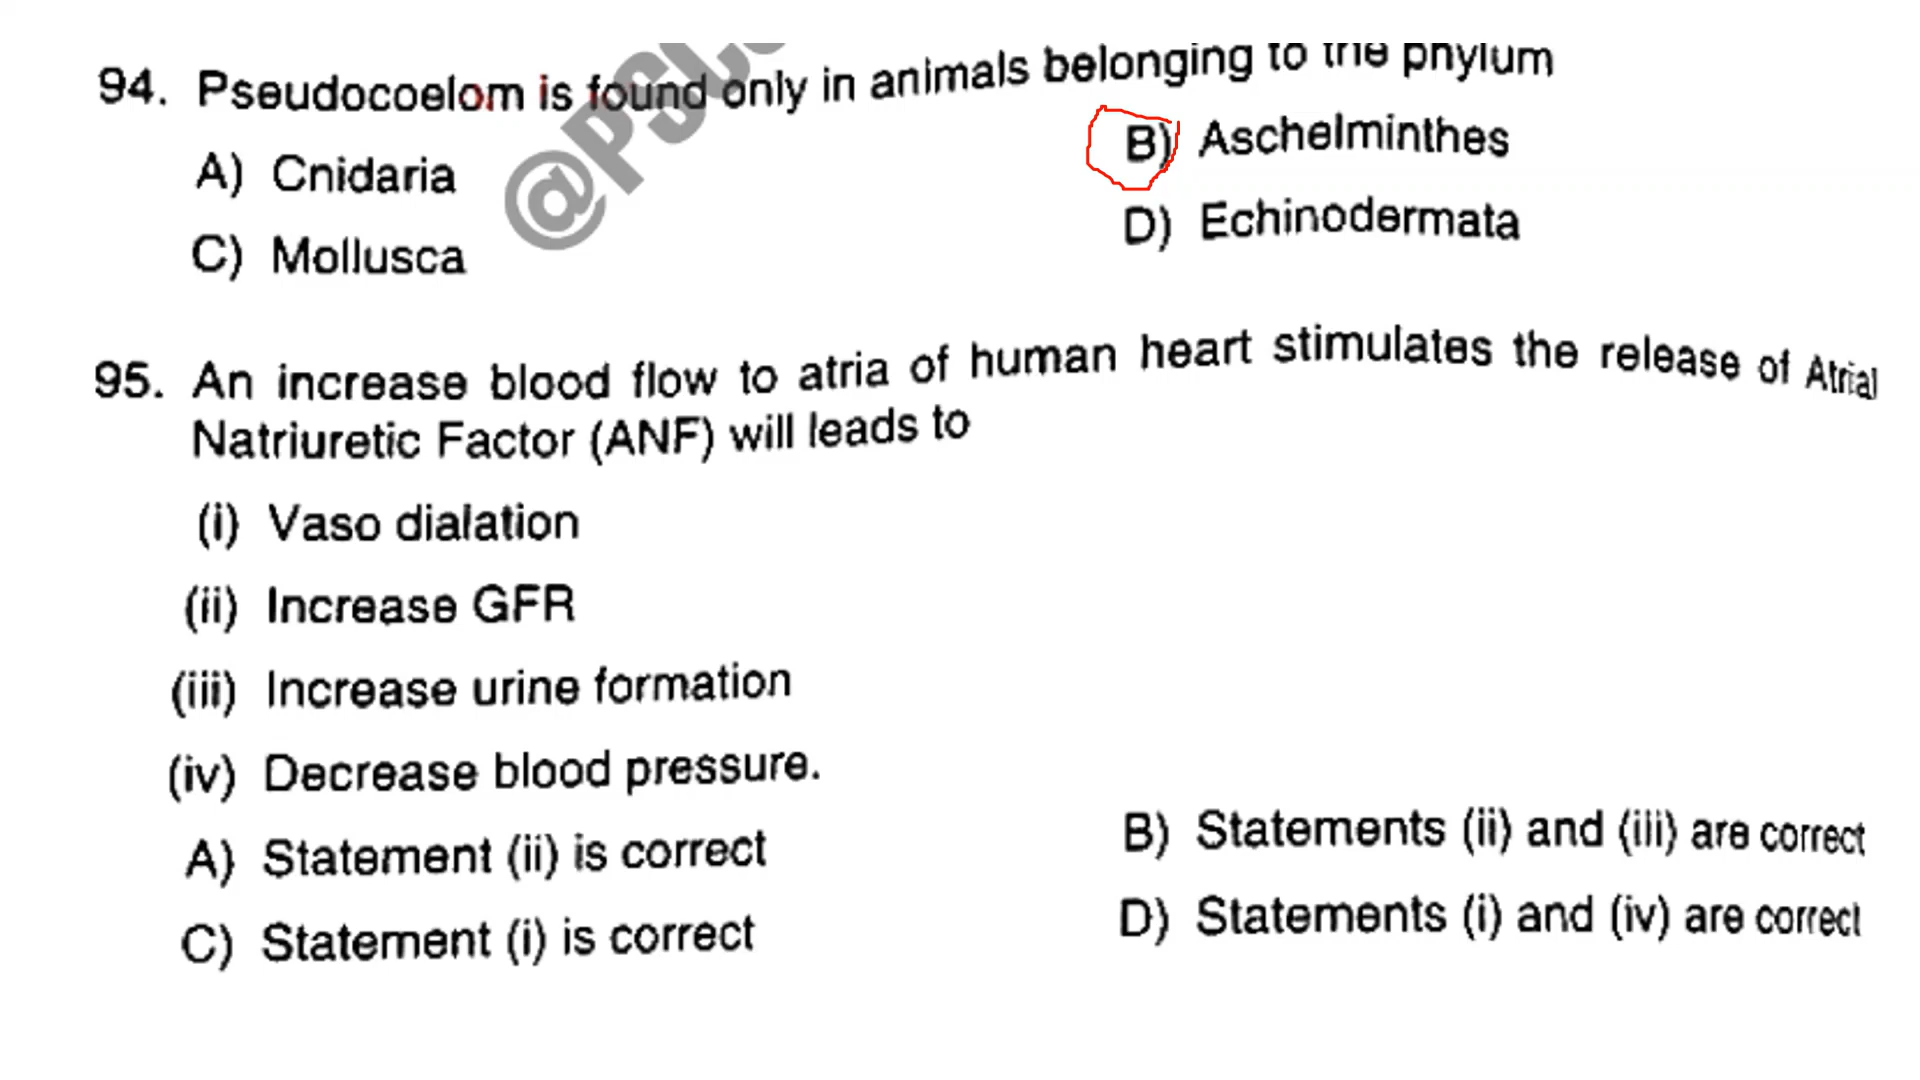 94. Pseudocoelom is found only in animals belonging to the phylum
A) Cnidaria
B) Aschelminthes
C) Mollusca
D) Echinodermata
@PSC
95. An increase blood flow to atria of human heart stimulates the release of Atrial
Natriuretic Factor (ANF) will leads to
(i) Vaso dialation
(ii) Increase GFR
(iii) Increase urine formation
(iv) Decrease blood pressure.
A) Statement (ii) is correct
B) Statements (ii) and (iii) are correct
C) Statement (i) is correct
D) Statements (i) and (iv) are correct